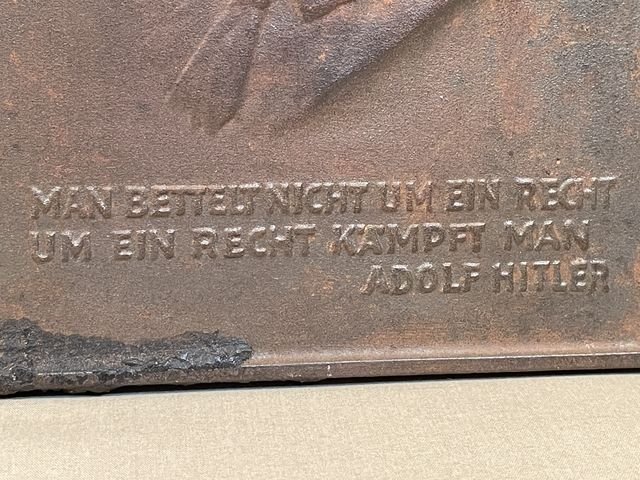 MAN BETTELT NICHT UM EIN RECHT
UM EIN RECHT KÄMPFT MAN
ADOLF HITLER